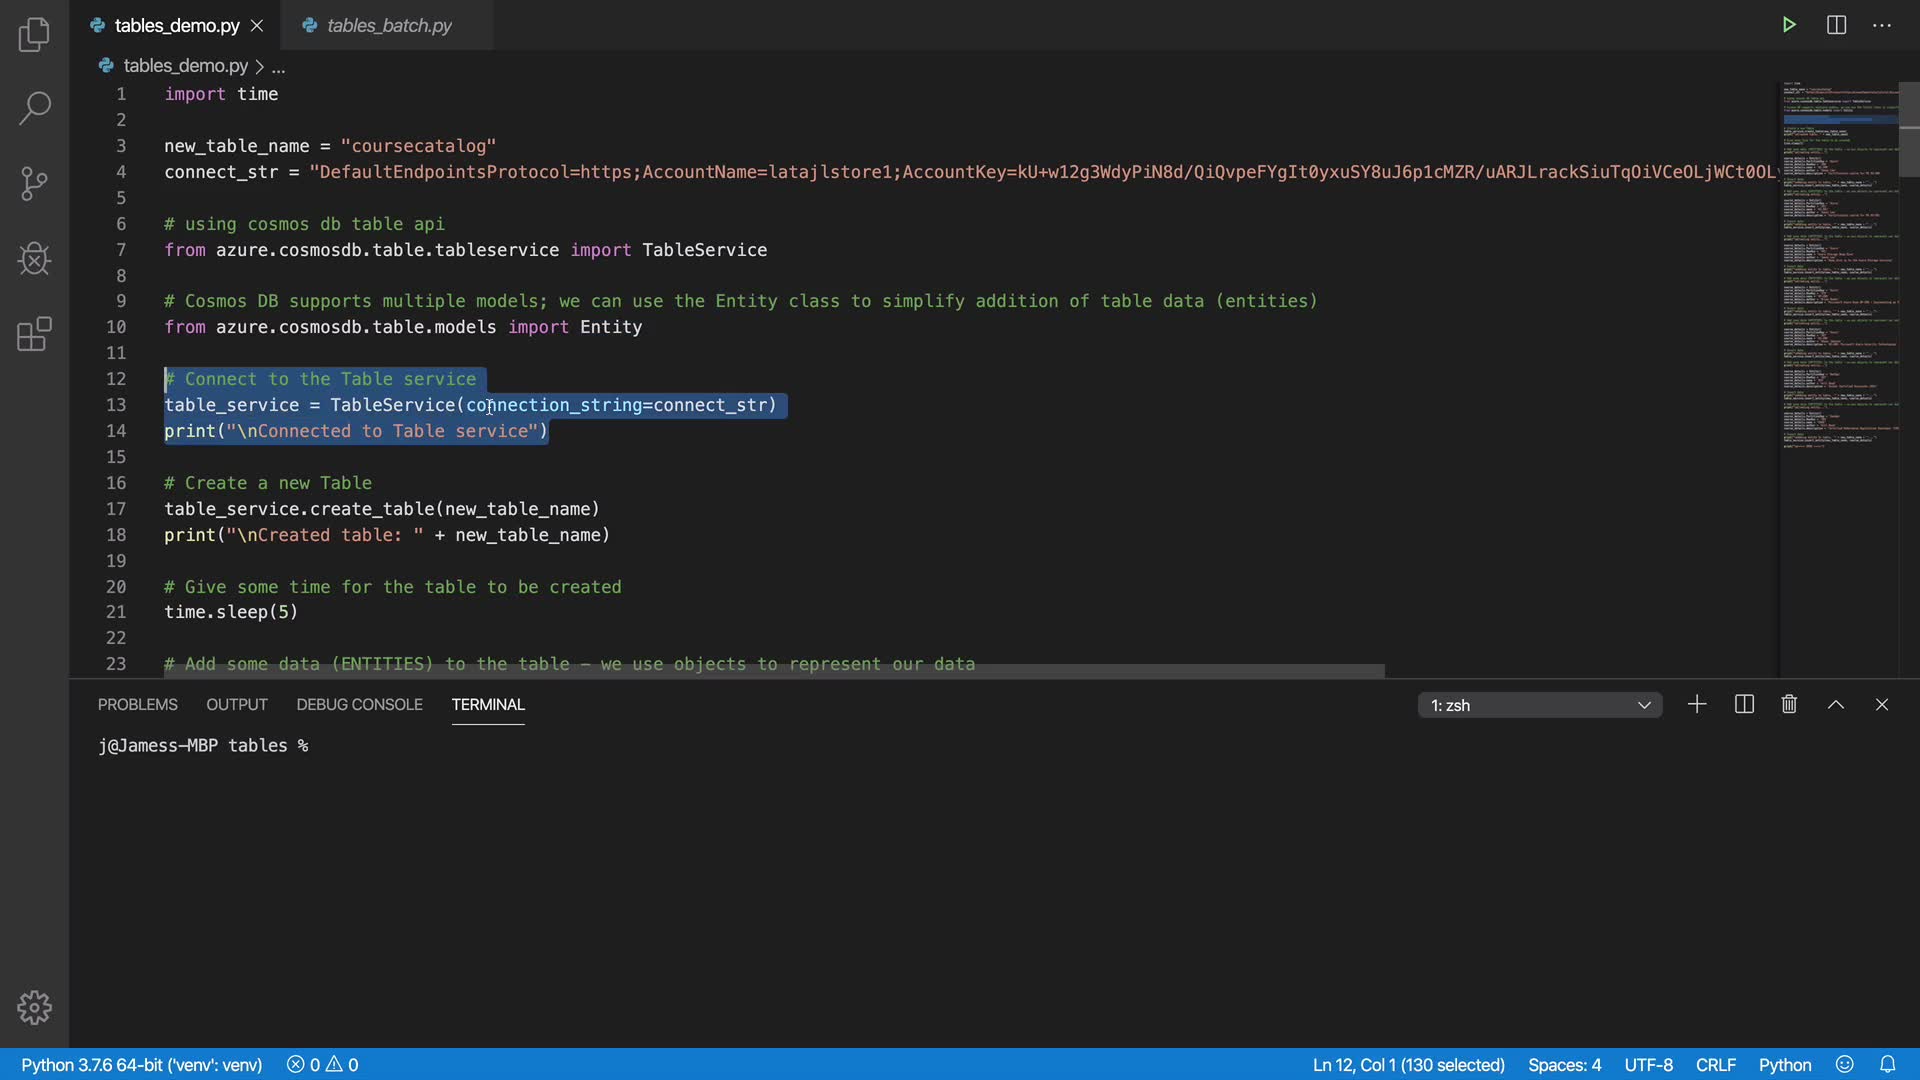 tables_demo.py
tables_batch.py
tables_demo.py > ...
1 import time
2
3 new_table_name = "coursecatalog"
4 connect_str = "DefaultEndpointsProtocol=https;AccountName=latajlstore1;AccountKey=kU+w12g3WdyPiN8d/QiQvpeFYgIt0yxuSY8uJ6p1cMZR/uARJLrackSiuTqOiVCeOLjWCt0OL
5
6 # using cosmos db table api
7 from azure.cosmosdb.table.tableservice import TableService
8
9 # Cosmos DB supports multiple models; we can use the Entity class to simplify addition of table data (entities)
10 from azure.cosmosdb.table.models import Entity
11
12 # Connect to the Table service
13 table_service = TableService(connection_string=connect_str)
14 print("\nConnected to Table service")
15
16 # Create a new Table
17 table_service.create_table(new_table_name)
18 print("\nCreated table: " + new_table_name)
19
20 # Give some time for the table to be created
21 time.sleep(5)
22
23 # Add some data (ENTITIES) to the table – we use objects to represent our data
PROBLEMS OUTPUT DEBUG CONSOLE TERMINAL
1: zsh
j@Jamess-MBP tables %
Python 3.7.6 64-bit ('venv': venv) 0 0 Ln 12, Col 1 (130 selected) Spaces: 4 UTF-8 CRLF Python